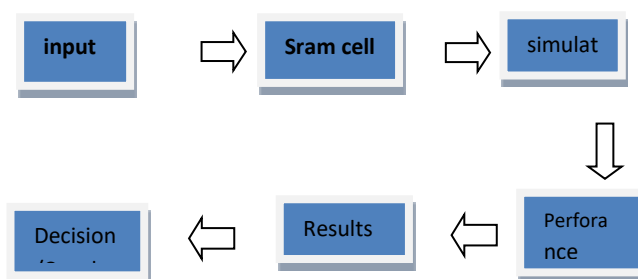 input
Sram cell
simulat
Perfora
nce
Results
Decision